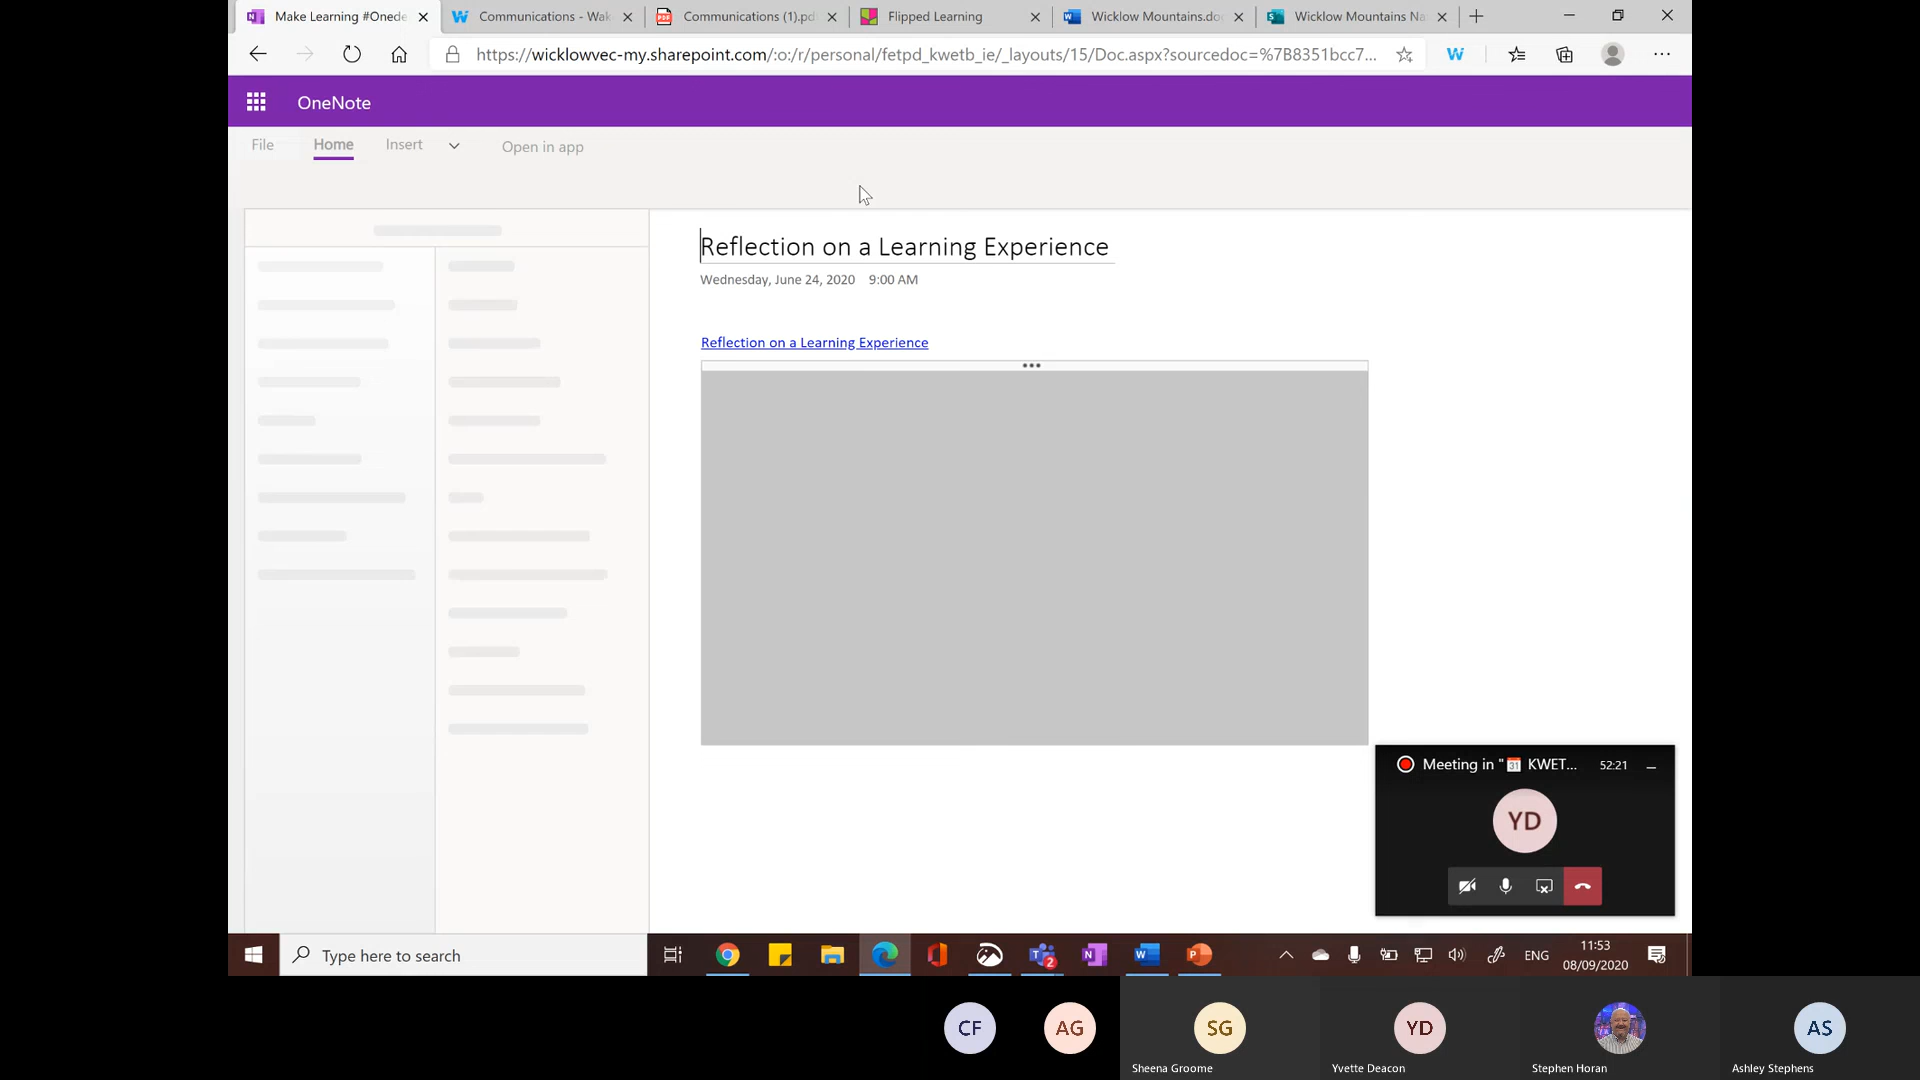 Make Learning #Onede
Communications - Wak
Communications (1).pd
Flipped Learning
Wicklow Mountains.doc
Wicklow Mountains Na
https://wicklowvec-my.sharepoint.com/:o:/r/personal/fetpd_kwetb_ie/_layouts/15/Doc.aspx?sourcedoc=%7B8351bcc7...
OneNote
File
Home
Insert
Open in app
Reflection on a Learning Experience
Wednesday, June 24, 2020 9:00 AM
Reflection on a Learning Experience
Meeting in "31 KWET... 52:21
YD
Type here to search
2
ENG
11:53
08/09/2020
CF
AG
SG
YD
AS
Sheena Groome
Yvette Deacon
Stephen Horan
Ashley Stephens